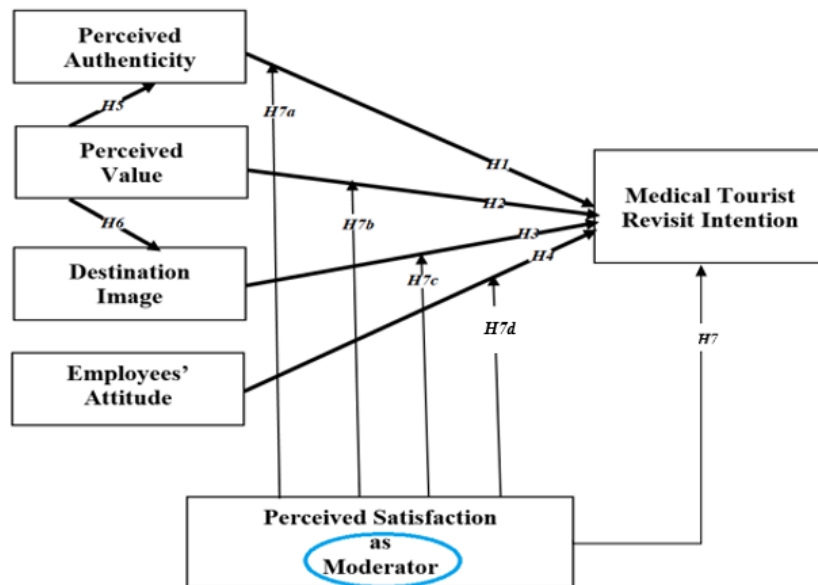 Perceived
Authenticity
H5
H7a
Perceived
Value
H1
H2
H7b
H6
H3
H4
Medical Tourist
Revisit Intention
Destination
Image
H7c
H7d
H7
Employees’
Attitude
Perceived Satisfaction
as
Moderator